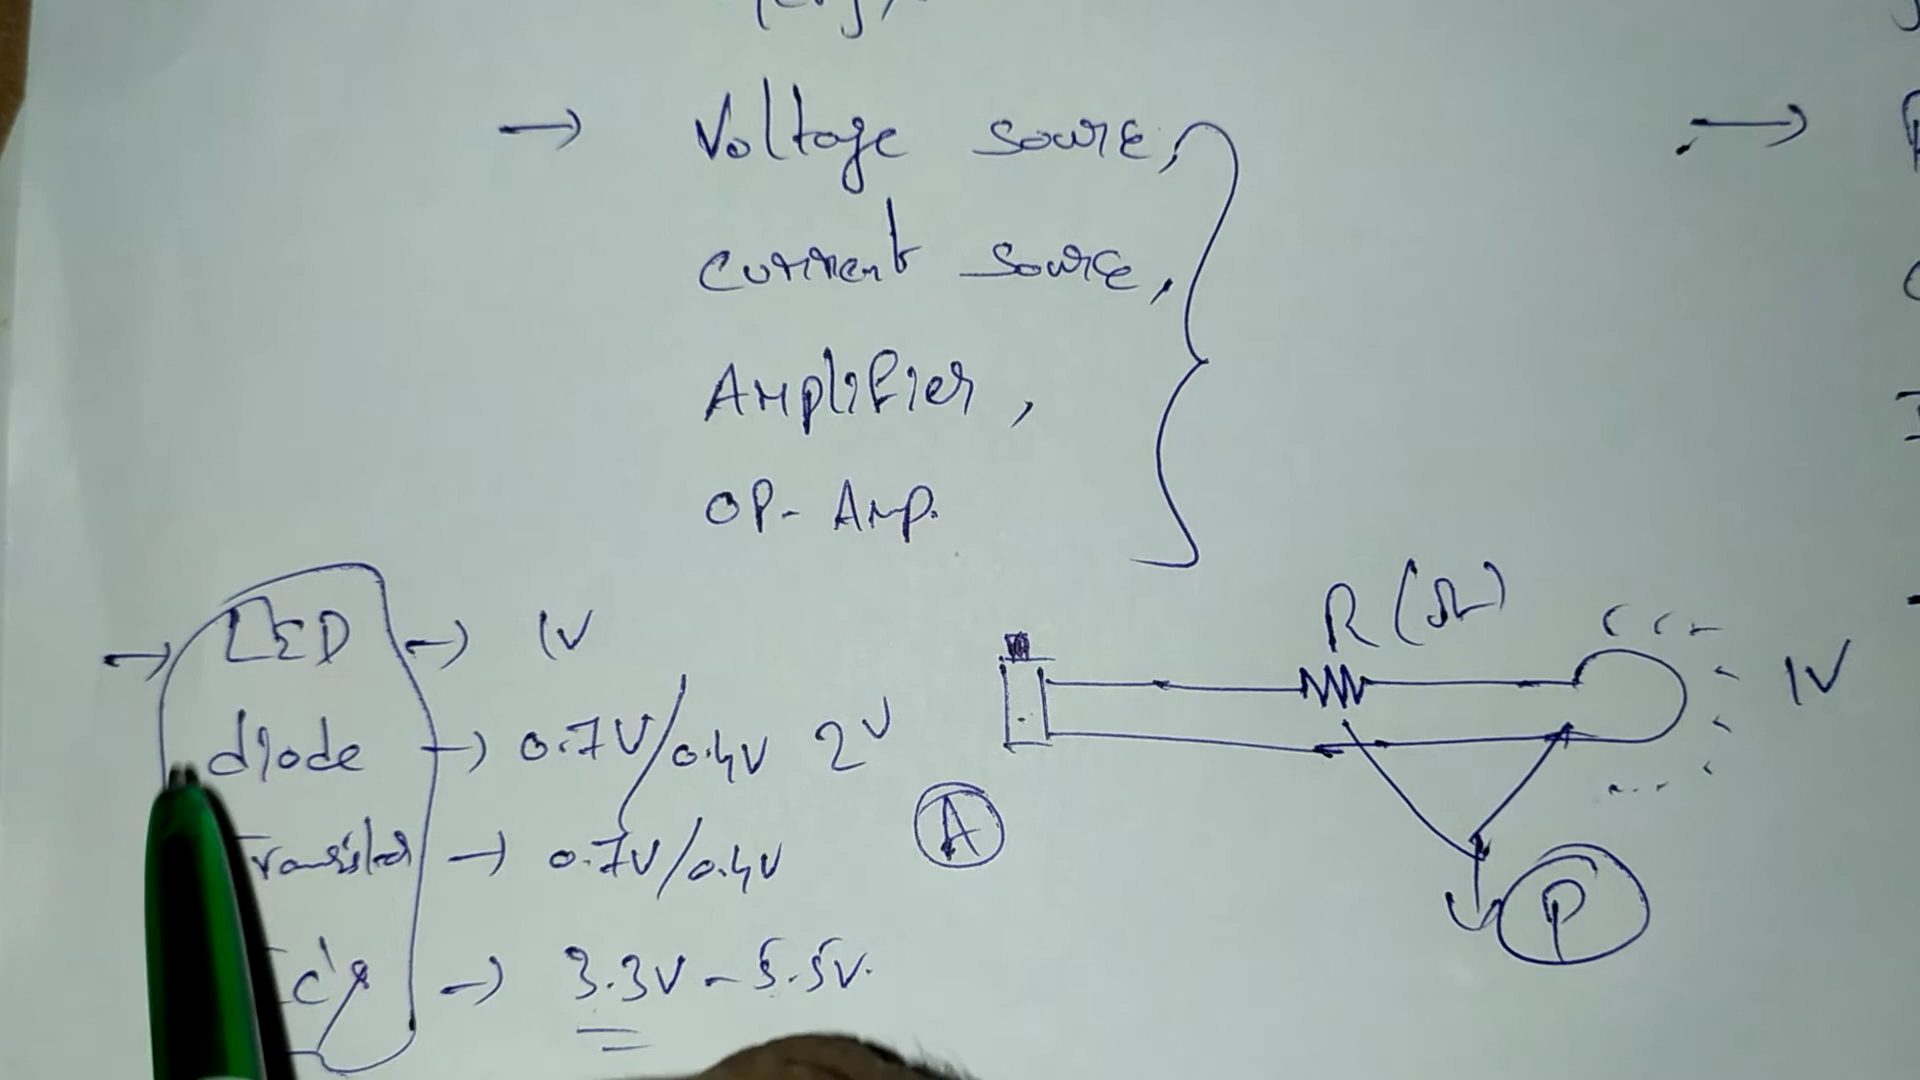 → Voltage source,
Current source,
Amplifier,
OP-Amp.
→ LED → 1V
diode → 0.7V/0.4V 2V
Transistor → 0.7V/0.4V
IC's → 3.3V - 5.5V.
R (Ω)
1V
A
P